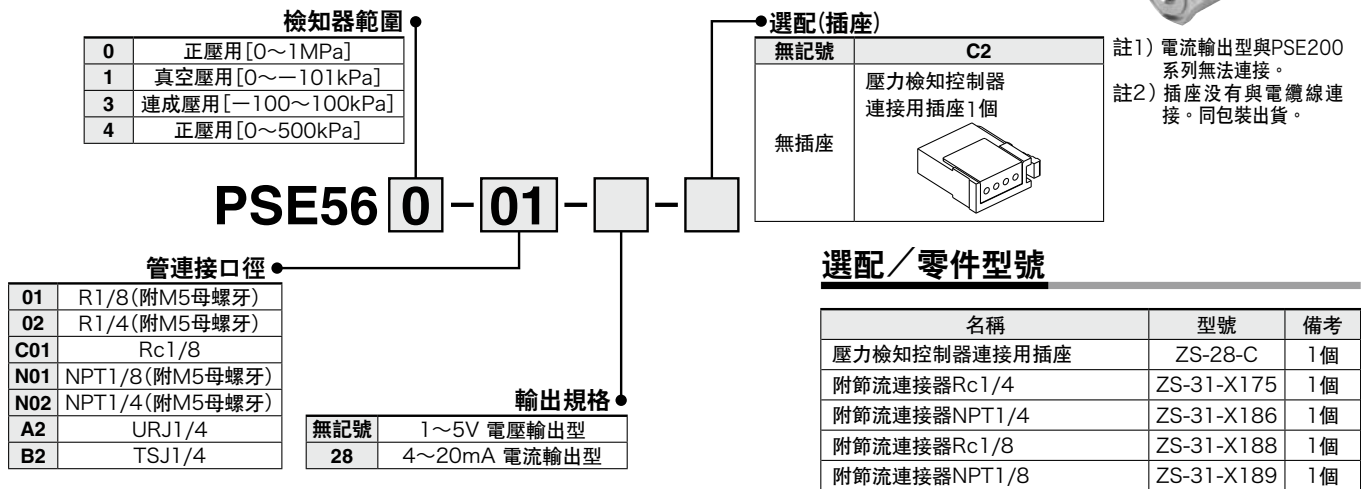 檢知器範圍
0 正壓用[0～1MPa]
1 真空壓用[0～－101kPa]
3 連成壓用[－100～100kPa]
4 正壓用[0～500kPa]
選配(插座)
無記號 C2
無插座 壓力檢知控制器
連接用插座1個
註1) 電流輸出型與PSE200
系列無法連接。
註2) 插座没有與電纜線連
接。同包裝出貨。
PSE56 0 - 01 - -
管連接口徑
01 R1/8(附M5母螺牙)
02 R1/4(附M5母螺牙)
C01 Rc1/8
N01 NPT1/8(附M5母螺牙)
N02 NPT1/4(附M5母螺牙)
A2 URJ1/4
B2 TSJ1/4
輸出規格
無記號 1～5V 電壓輸出型
28 4～20mA 電流輸出型
選配／零件型號
名稱 型號 備考
壓力檢知控制器連接用插座 ZS-28-C 1個
附節流連接器Rc1/4 ZS-31-X175 1個
附節流連接器NPT1/4 ZS-31-X186 1個
附節流連接器Rc1/8 ZS-31-X188 1個
附節流連接器NPT1/8 ZS-31-X189 1個